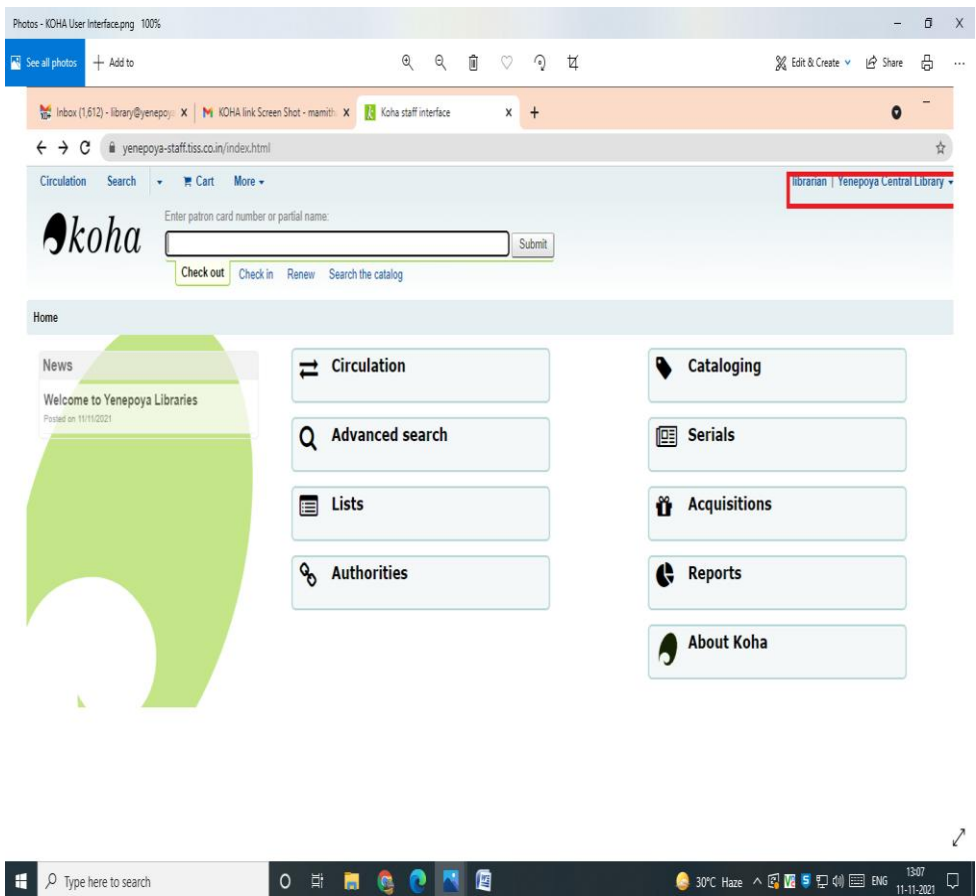 Photos - KOHA User Interface.png 100%
See all photos + Add to Edit & Create Share
Inbox (1,612) - library@yenepoy: X KOHA link Screen Shot - mamith X Koha staff interface X +
yenepoya-staff.tiss.co.in/index.html
Circulation Search Cart More librarian | Yenepoya Central Library
koha
Enter patron card number or partial name:
Submit
Check out Check in Renew Search the catalog
Home
News
Welcome to Yenepoya Libraries
Posted on 11/11/2021
Circulation
Advanced search
Lists
Authorities
Cataloging
Serials
Acquisitions
Reports
About Koha
Type here to search
30°C Haze ENG 13:07
11-11-2021